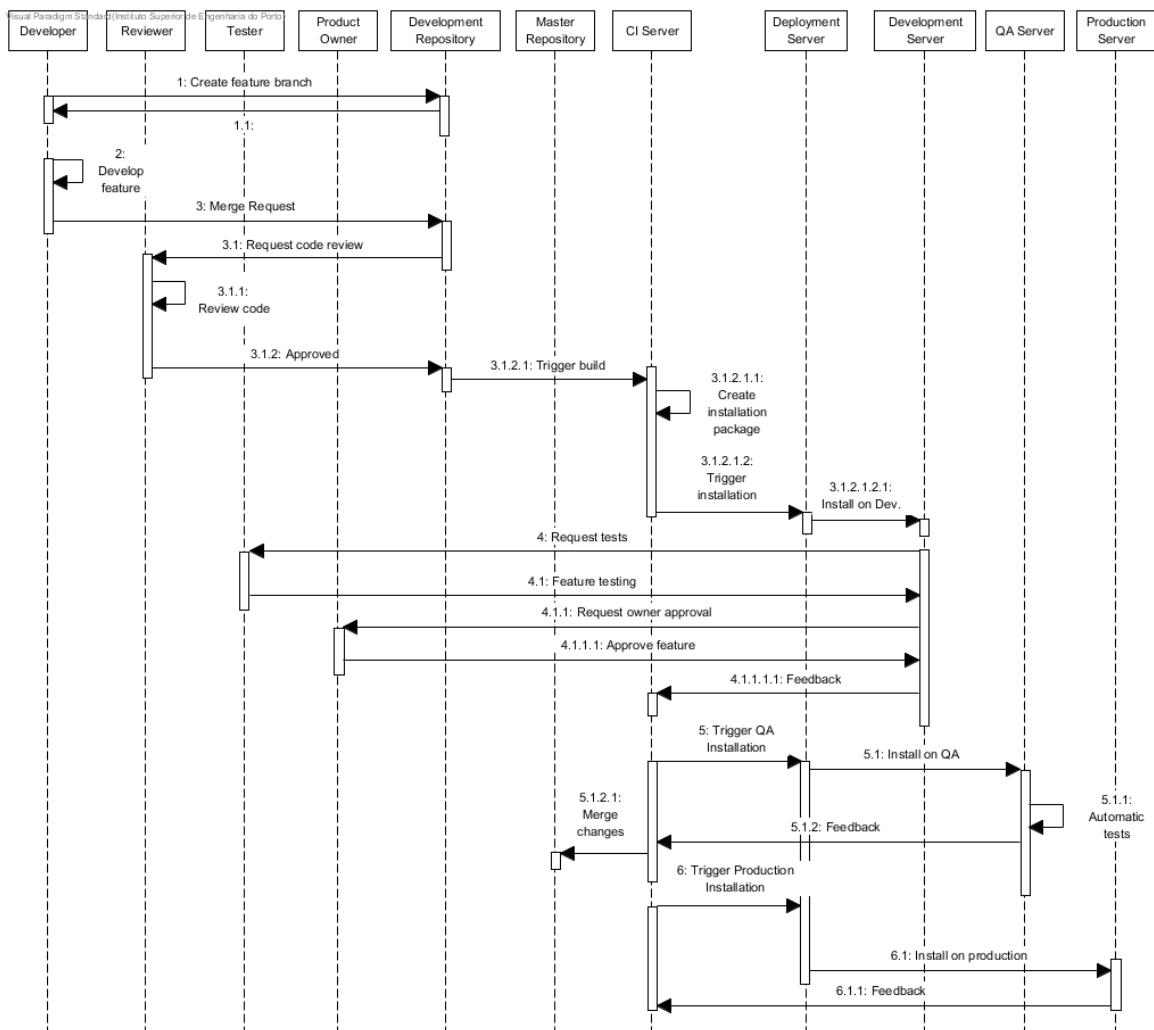 Visual Paradigm Standard(Instituto Superior de Engenharia do Porto)
Developer
Reviewer
Tester
Product
Owner
Development
Repository
Master
Repository
CI Server
Deployment
Server
Development
Server
QA Server
Production
Server
1: Create feature branch
1.1:
2:
Develop
feature
3: Merge Request
3.1: Request code review
3.1.1:
Review code
3.1.2: Approved
3.1.2.1: Trigger build
3.1.2.1.1:
Create
installation
package
3.1.2.1.2:
Trigger
installation
3.1.2.1.2.1:
Install on Dev.
4: Request tests
4.1: Feature testing
4.1.1: Request owner approval
4.1.1.1: Approve feature
4.1.1.1.1: Feedback
5: Trigger QA
Installation
5.1: Install on QA
5.1.1:
Automatic
tests
5.1.2: Feedback
5.1.2.1:
Merge
changes
6: Trigger Production
Installation
6.1: Install on production
6.1.1: Feedback